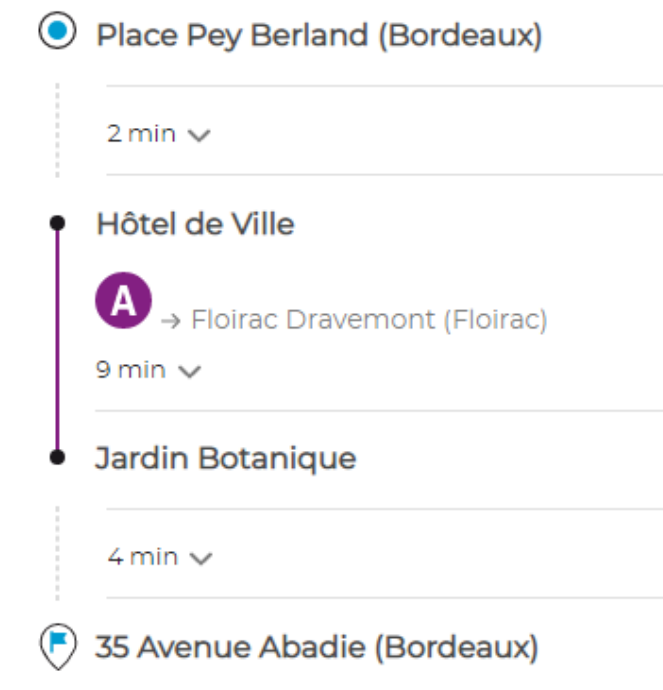 Place Pey Berland (Bordeaux)
2 min
Hôtel de Ville
A → Floirac Dravemont (Floirac)
9 min
Jardin Botanique
4 min
35 Avenue Abadie (Bordeaux)